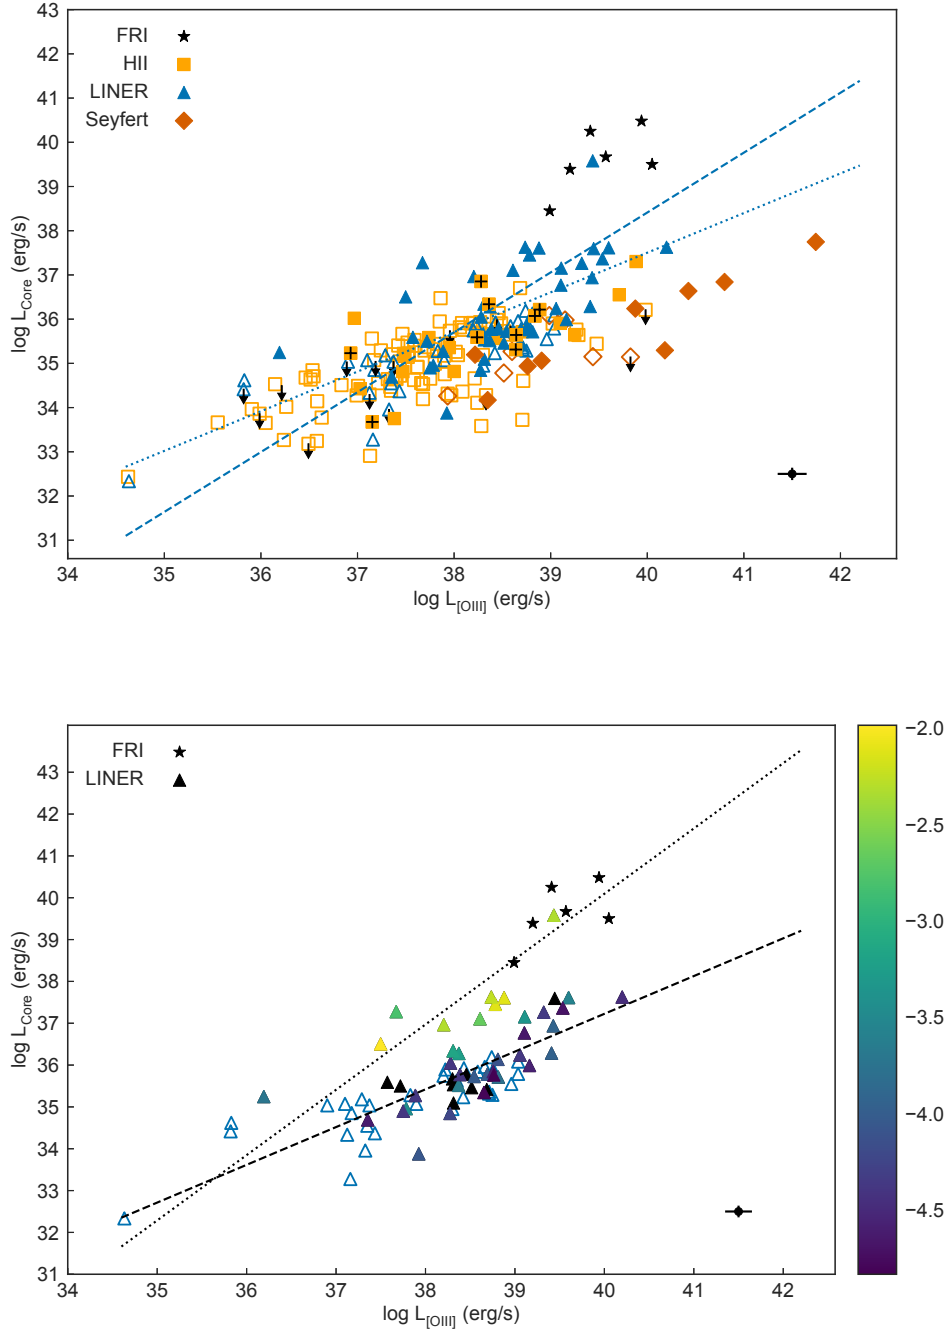 43
42
41
40
39
38
37
36
35
34
33
32
31
FRI
HII
LINER
Seyfert
log L_Core (erg/s)
34 35 36 37 38 39 40 41 42
log L_[OIII] (erg/s)
43
42
41
40
39
38
37
36
35
34
33
32
31
FRI
LINER
log L_Core (erg/s)
34 35 36 37 38 39 40 41 42
log L_[OIII] (erg/s)
−2.0
−2.5
−3.0
−3.5
−4.0
−4.5